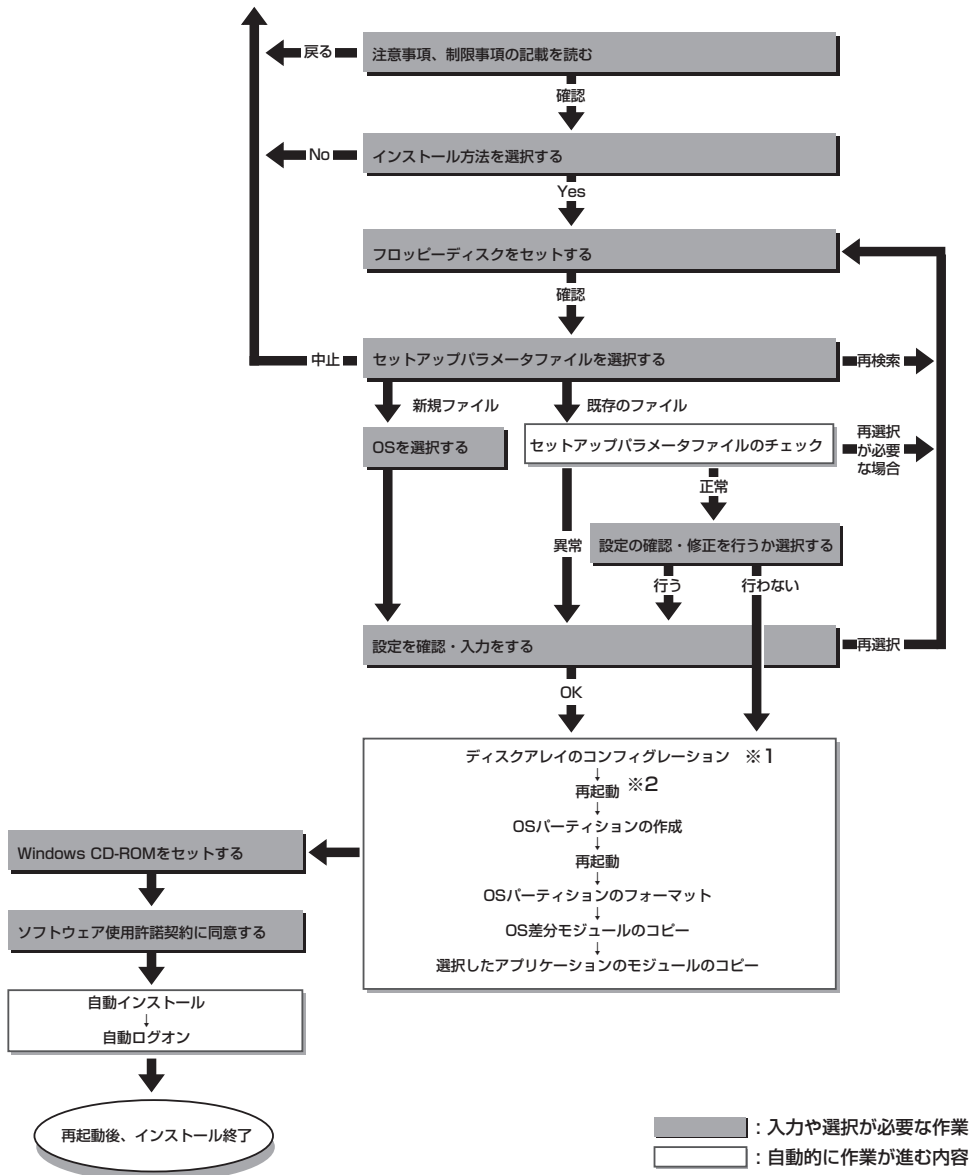 戻る
注意事項、制限事項の記載を読む
確認
No
インストール方法を選択する
Yes
フロッピーディスクをセットする
確認
中止
セットアップパラメータファイルを選択する
再検索
新規ファイル
既存のファイル
OSを選択する
セットアップパラメータファイルのチェック
再選択
が必要
な場合
正常
異常
設定の確認・修正を行うか選択する
行う
行わない
設定を確認・入力をする
再選択
OK
ディスクアレイのコンフィグレーション ※1
↓
再起動 ※2
↓
OSパーティションの作成
↓
再起動
↓
OSパーティションのフォーマット
↓
OS差分モジュールのコピー
↓
選択したアプリケーションのモジュールのコピー
Windows CD-ROMをセットする
ソフトウェア使用許諾契約に同意する
自動インストール
↓
自動ログオン
再起動後、インストール終了
：入力や選択が必要な作業
：自動的に作業が進む内容